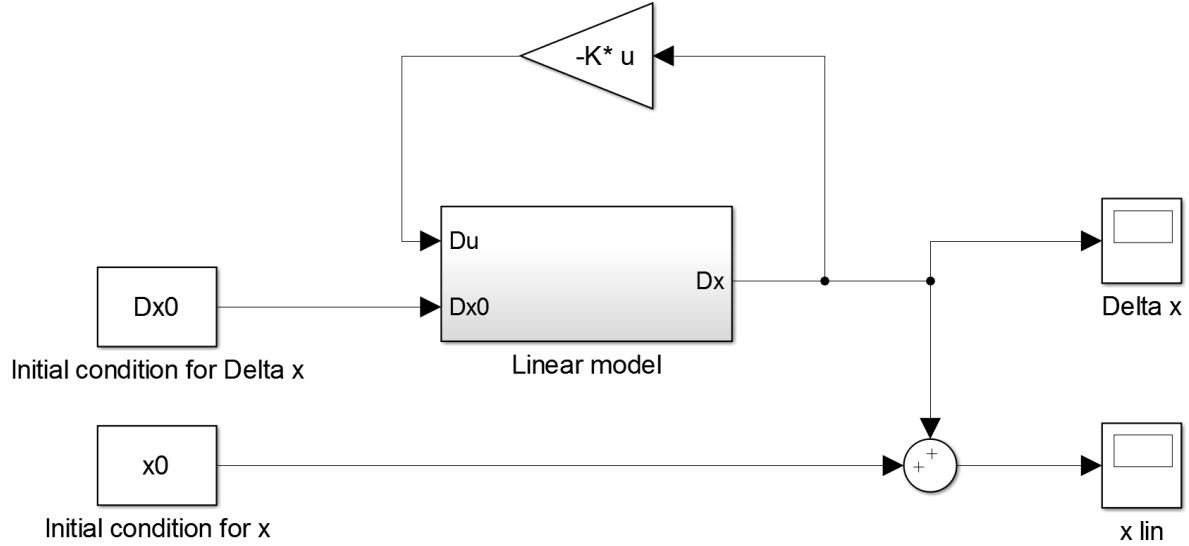 -K* u
Du
Dx
Dx0
Dx0
Delta x
Initial condition for Delta x
Linear model
x0
+
+
Initial condition for x
x lin